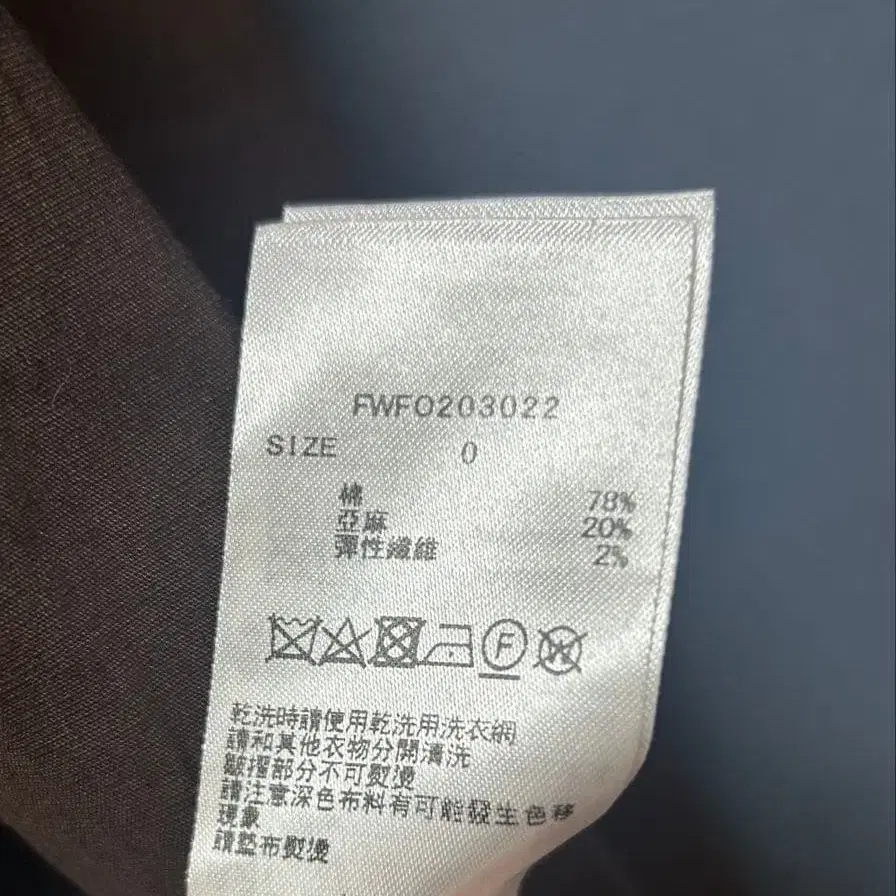 FWFO203022
SIZE 0
棉 78%
亞麻 20%
彈性纖維 2%
F W
乾洗時請使用乾洗用洗衣網
請和其他衣物分開清洗
皺摺部分不可熨燙
請注意深色布料有可能發生色移
現象
請墊布熨燙